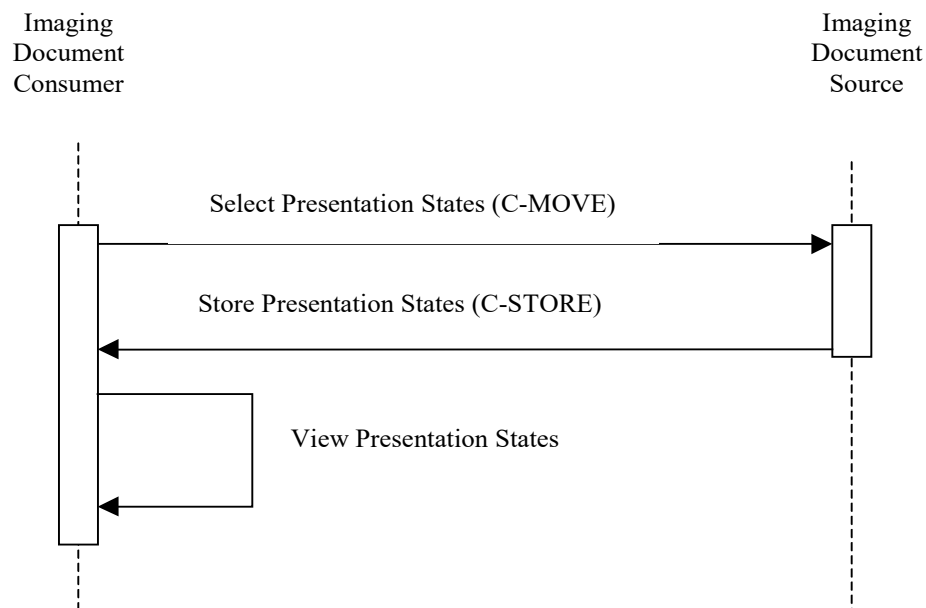 Imaging
Document
Consumer
Imaging
Document
Source
Select Presentation States (C-MOVE)
Store Presentation States (C-STORE)
View Presentation States